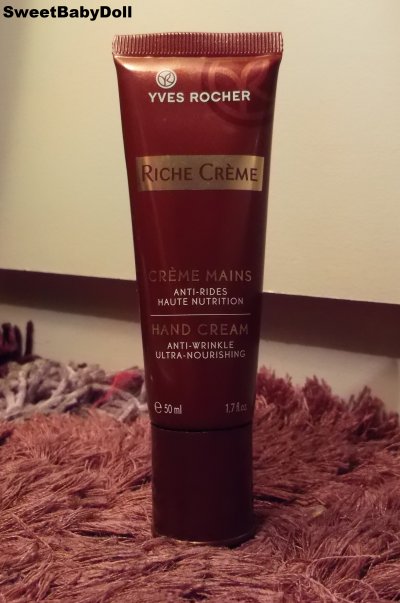 SweetBabyDoll
YVES ROCHER
RICHE CRÈME
CRÈME MAINS
ANTI-RIDES
HAUTE NUTRITION
HAND CREAM
ANTI-WRINKLE
ULTRA-NOURISHING
℮ 50 ml 1.7 fl.oz.